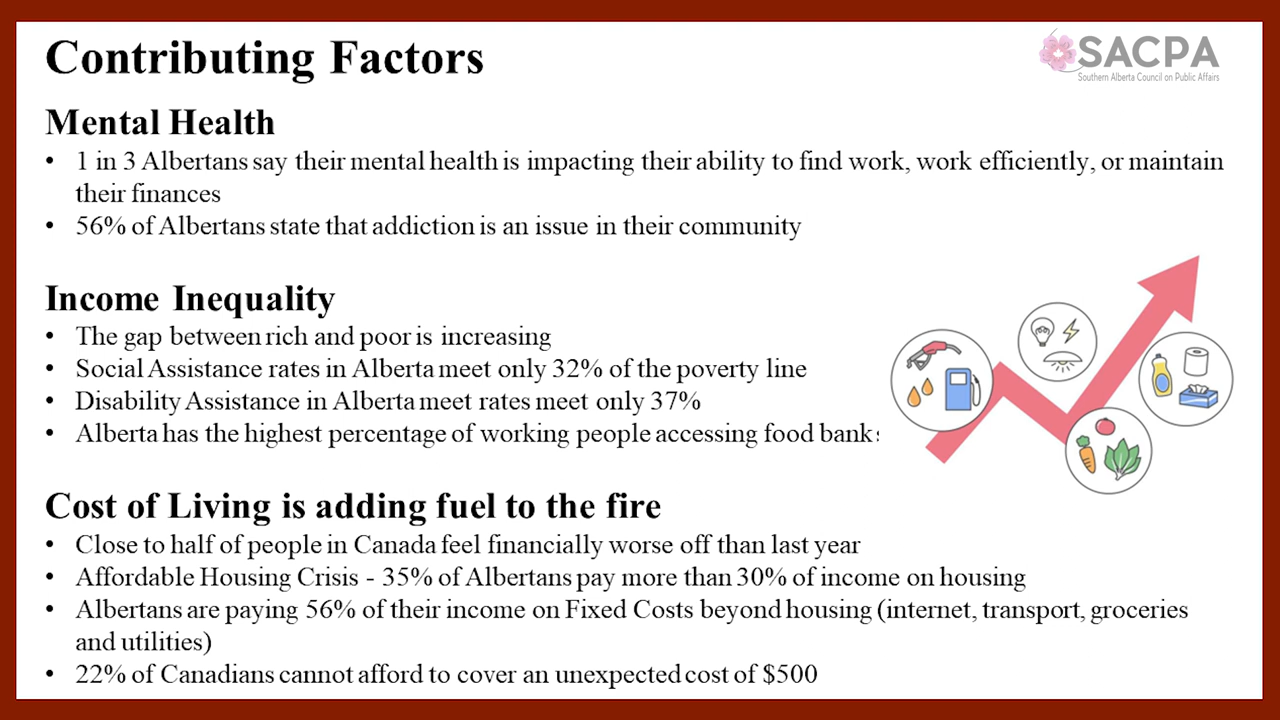 Contributing Factors
SACPA
Southern Alberta Council on Public Affairs
Mental Health
• 1 in 3 Albertans say their mental health is impacting their ability to find work, work efficiently, or maintain
their finances
• 56% of Albertans state that addiction is an issue in their community
Income Inequality
• The gap between rich and poor is increasing
• Social Assistance rates in Alberta meet only 32% of the poverty line
• Disability Assistance in Alberta meet rates meet only 37%
• Alberta has the highest percentage of working people accessing food banks
Cost of Living is adding fuel to the fire
• Close to half of people in Canada feel financially worse off than last year
• Affordable Housing Crisis - 35% of Albertans pay more than 30% of income on housing
• Albertans are paying 56% of their income on Fixed Costs beyond housing (internet, transport, groceries
and utilities)
• 22% of Canadians cannot afford to cover an unexpected cost of $500